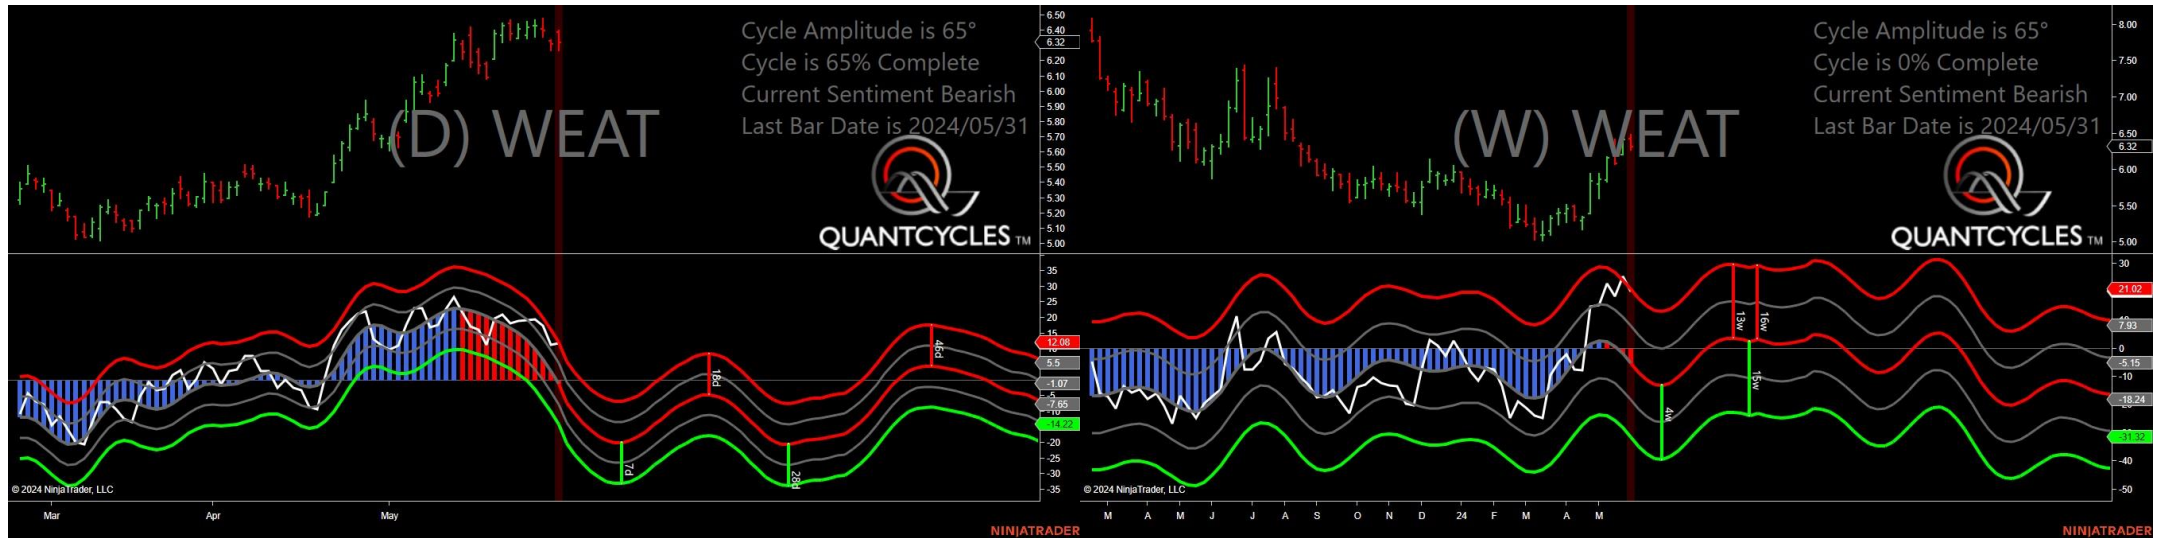 Cycle Amplitude is 65°
Cycle is 65% Complete
Current Sentiment Bearish
Last Bar Date is 2024/05/31
(D) WEAT
QUANTCYCLES TM
6.50
6.40
6.32
6.20
6.10
6.00
5.90
5.80
5.70
5.60
5.50
5.40
5.30
5.20
5.10
5.00
35
30
25
20
15
12.08
10
5.5
-1.07
-5
-7.65
-10
-14.22
-20
-25
-30
-35
7d
18d
28d
46d
© 2024 NinjaTrader, LLC
Mar
Apr
May
NINJATRADER
Cycle Amplitude is 65°
Cycle is 0% Complete
Current Sentiment Bearish
Last Bar Date is 2024/05/31
(W) WEAT
QUANTCYCLES TM
8.00
7.50
7.00
6.50
6.32
6.00
5.50
5.00
30
21.02
7.93
0
-5.15
-10
-18.24
-31.32
-40
-50
4w
13w
15w
16w
© 2024 NinjaTrader, LLC
M A M J J A S O N D 24 F M A M
NINJATRADER